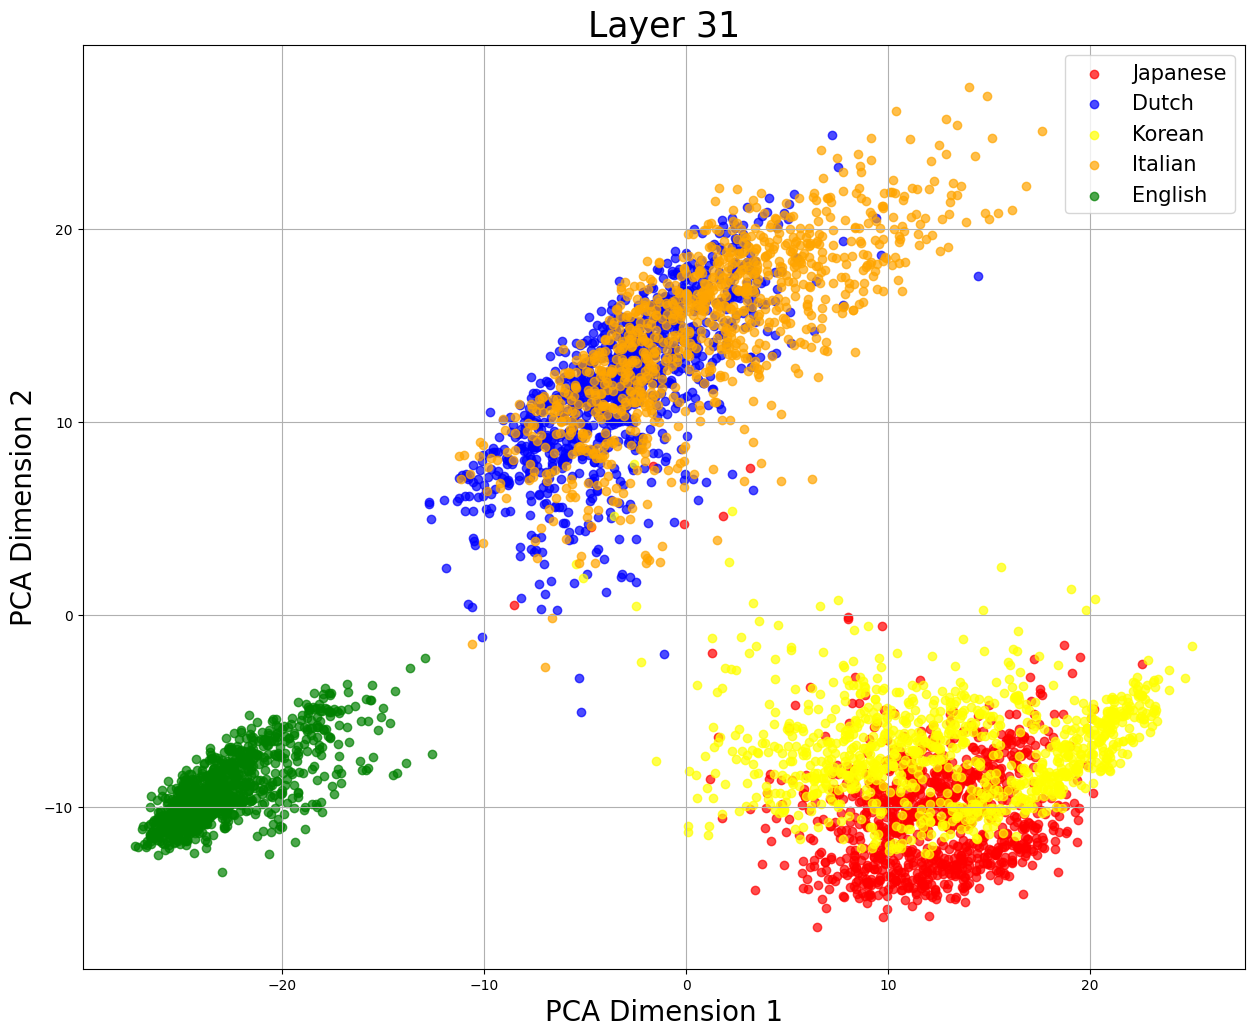 Layer 31
Japanese
Dutch
Korean
Italian
English
PCA Dimension 2
20
10
0
−10
−20
−10
0
10
20
PCA Dimension 1